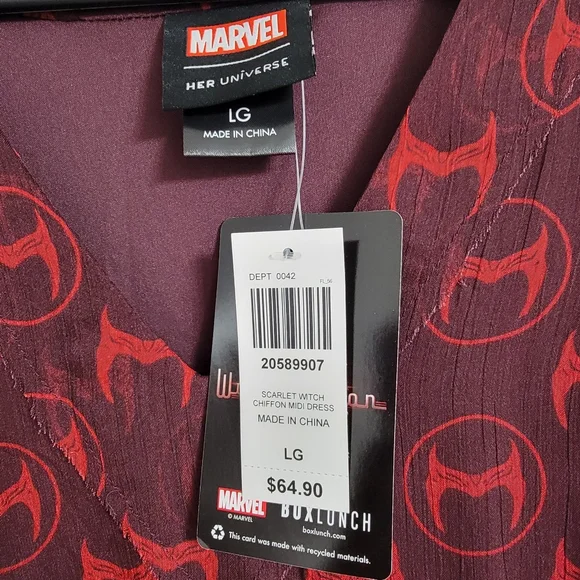 MARVEL
HER UNIVERSE
LG
MADE IN CHINA
DEPT 0042
20589907
SCARLET WITCH
CHIFFON MIDI DRESS
MADE IN CHINA
LG
$64.90
MARVEL
© MARVEL
BOXLUNCH
boxlunch.com
This card was made with recycled materials.